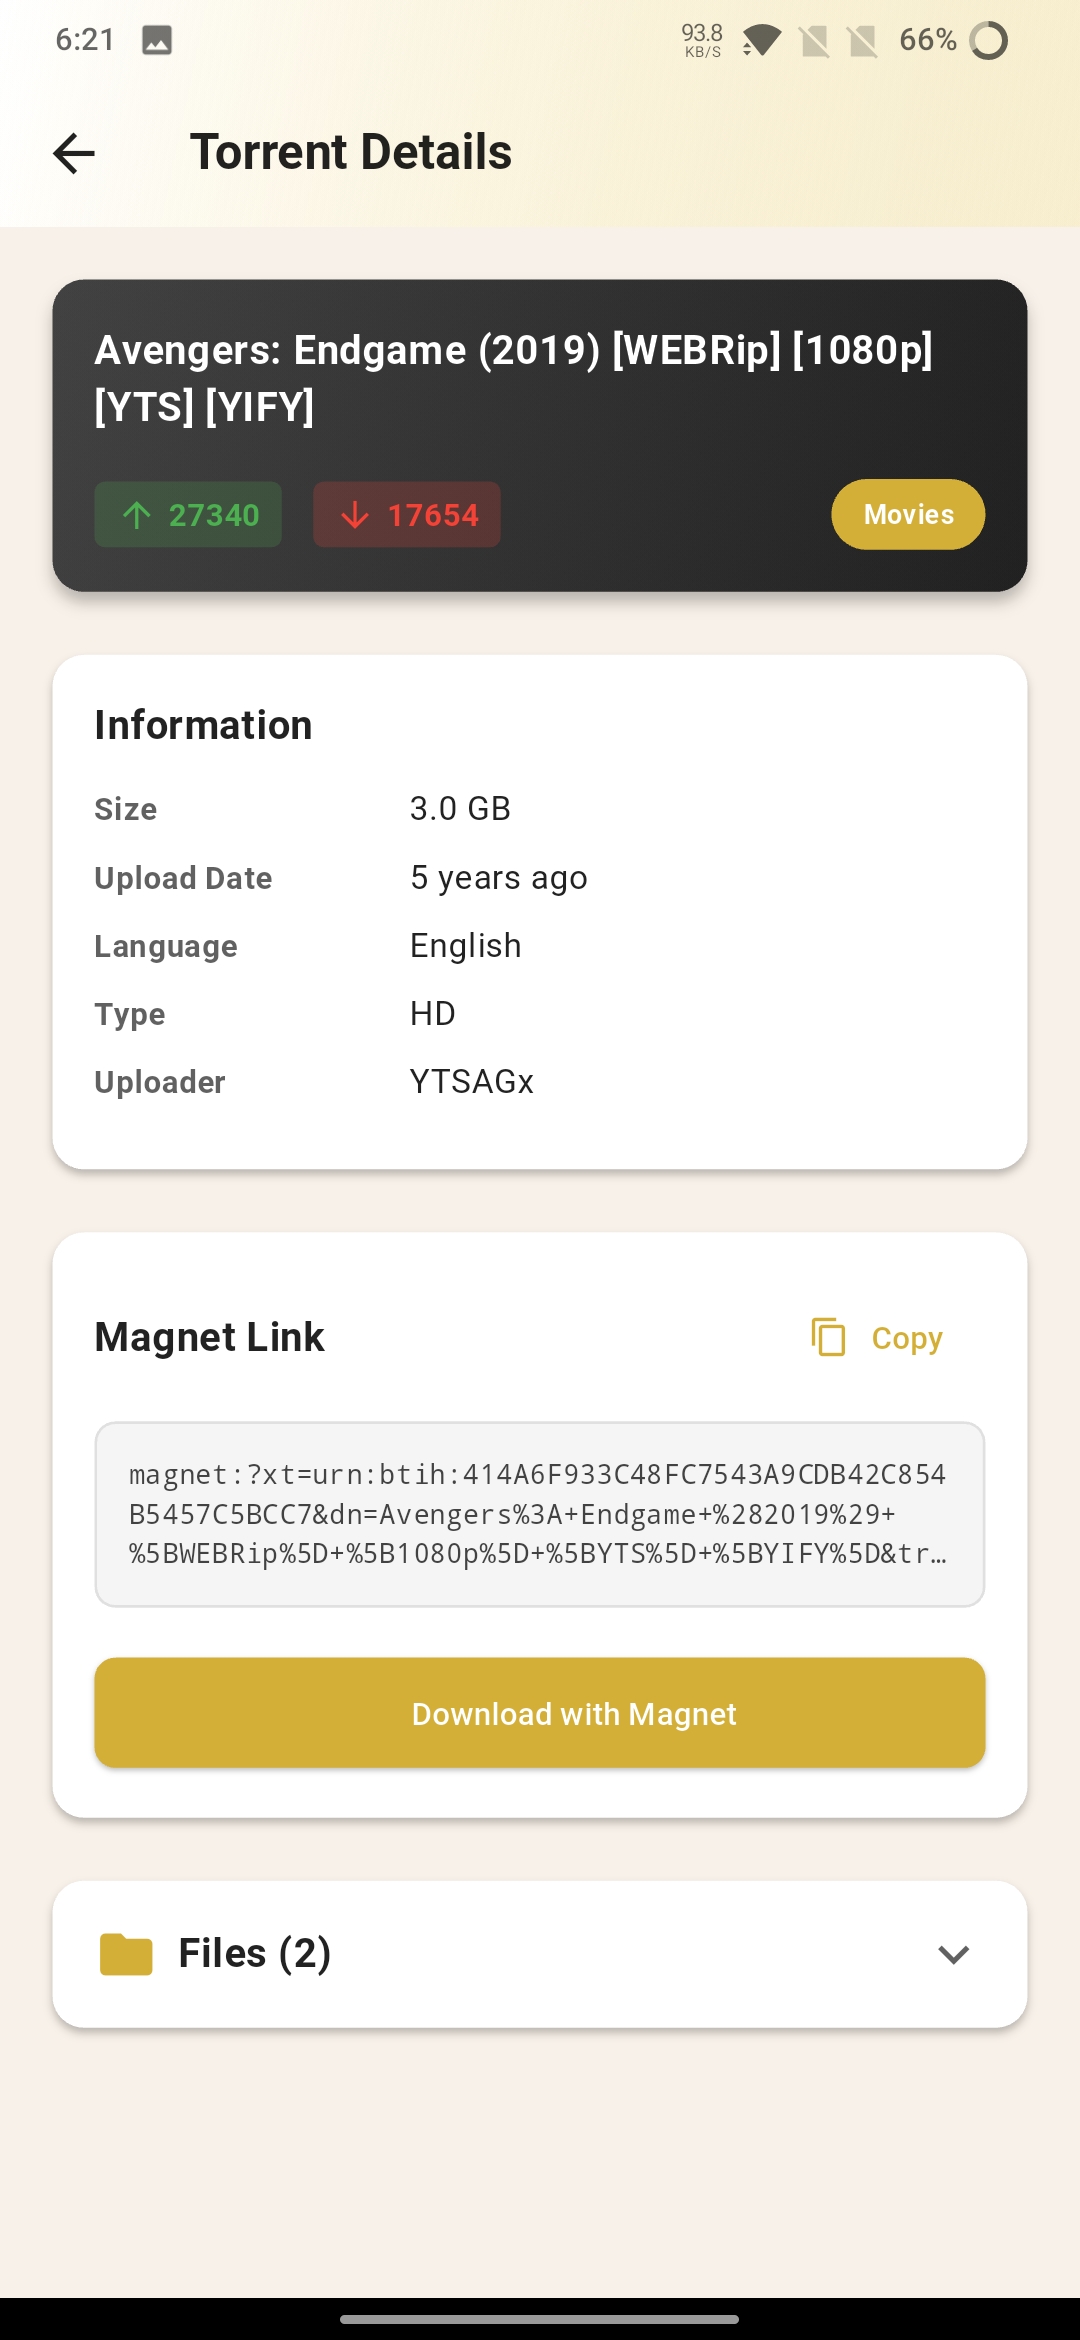 6:21
93.8
KB/S
66%
Torrent Details
Avengers: Endgame (2019) [WEBRip] [1080p]
[YTS] [YIFY]
27340
17654
Movies
Information
Size 3.0 GB
Upload Date 5 years ago
Language English
Type HD
Uploader YTSAGx
Magnet Link
Copy
magnet:?xt=urn:btih:414A6F933C48FC7543A9CDB42C854
B5457C5BCC7&dn=Avengers%3A+Endgame+%282019%29+
%5BWEBRip%5D+%5B1080p%5D+%5BYTS%5D+%5BYIFY%5D&tr…
Download with Magnet
Files (2)